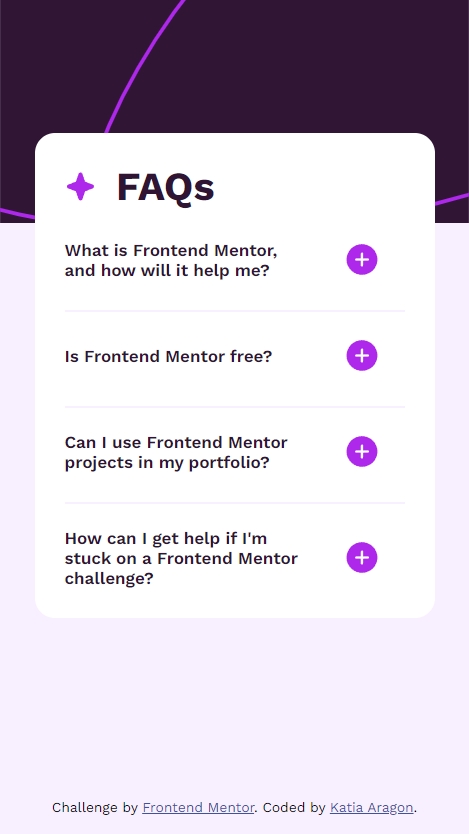 FAQs
What is Frontend Mentor,
and how will it help me?
Is Frontend Mentor free?
Can I use Frontend Mentor
projects in my portfolio?
How can I get help if I'm
stuck on a Frontend Mentor
challenge?
Challenge by Frontend Mentor. Coded by Katia Aragon.